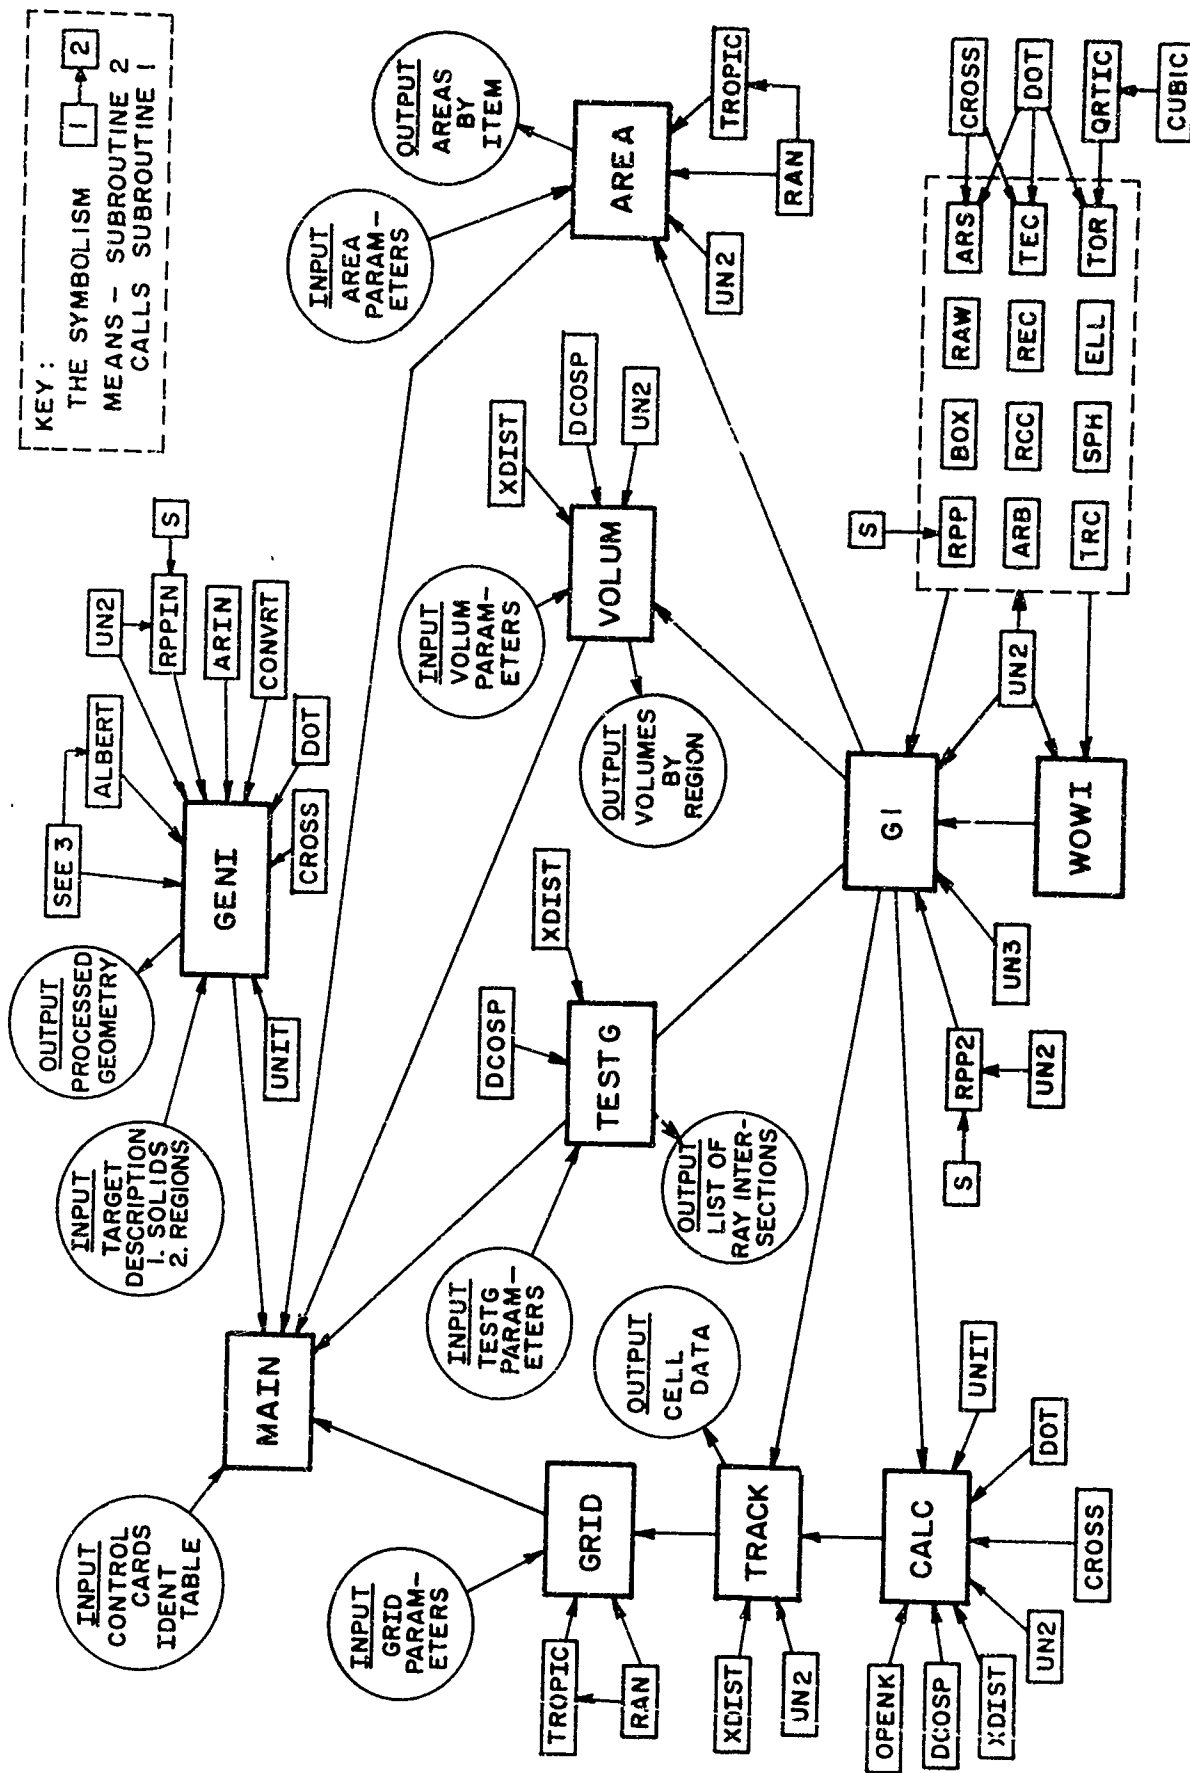 KEY:
THE SYMBOLISM 1 2
MEANS - SUBROUTINE 2
CALLS SUBROUTINE 1
INPUT
CONTROL
CARDS
IDENT
TABLE
MAIN
INPUT
TARGET
DESCRIPTION
1. SOLIDS
2. REGIONS
OUTPUT
PROCESSED
GEOMETRY
SEE 3
ALBERT
UN2
RPPIN
S
ARIN
CONVRT
DOT
CROSS
UNIT
GENI
INPUT
GRID
PARAM-
ETERS
GRID
TROPIC
RAN
INPUT
TESTG
PARAM-
ETERS
TESTG
DCOSP
XDIST
OUTPUT
LIST OF
RAY INTER-
SECTIONS
INPUT
VOLUM
PARAM-
ETERS
VOLUM
XDIST
DCOSP
UN2
OUTPUT
VOLUMES
BY
REGION
INPUT
AREA
PARAM-
ETERS
OUTPUT
AREAS
BY
ITEM
AREA
UN2
RAN
TROPIC
OUTPUT
CELL
DATA
TRACK
XDIST
UN2
CALC
OPENK
DCOSP
XDIST
UN2
CROSS
DOT
UNIT
G1
RPP2
S
UN2
UN3
WOWI
UN2
S
RPP
BOX
RAW
ARS
ARB
RCC
REC
TEC
TRC
SPH
ELL
TOR
CROSS
DOT
QRTIC
CUBIC